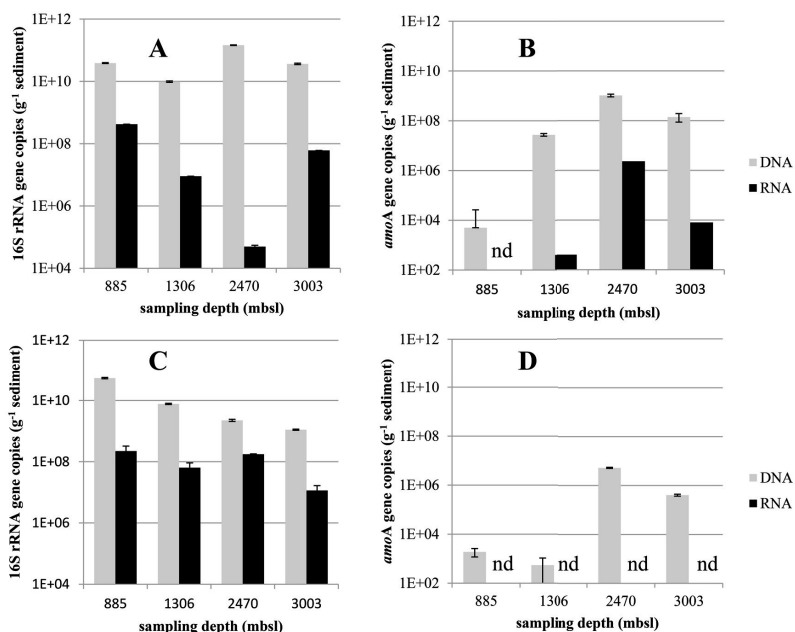 A
16S rRNA gene copies (g⁻¹ sediment)
1E+12
1E+10
1E+08
1E+06
1E+04
885 1306 2470 3003
sampling depth (mbsl)
B
amoA gene copies (g⁻¹ sediment)
1E+12
1E+10
1E+08
1E+06
1E+04
1E+02
nd
885 1306 2470 3003
sampling depth (mbsl)
DNA
RNA
C
16S rRNA gene copies (g⁻¹ sediment)
1E+12
1E+10
1E+08
1E+06
1E+04
885 1306 2470 3003
sampling depth (mbsl)
D
amoA gene copies (g⁻¹ sediment)
1E+12
1E+10
1E+08
1E+06
1E+04
1E+02
nd nd nd nd
885 1306 2470 3003
sampling depth (mbsl)
DNA
RNA